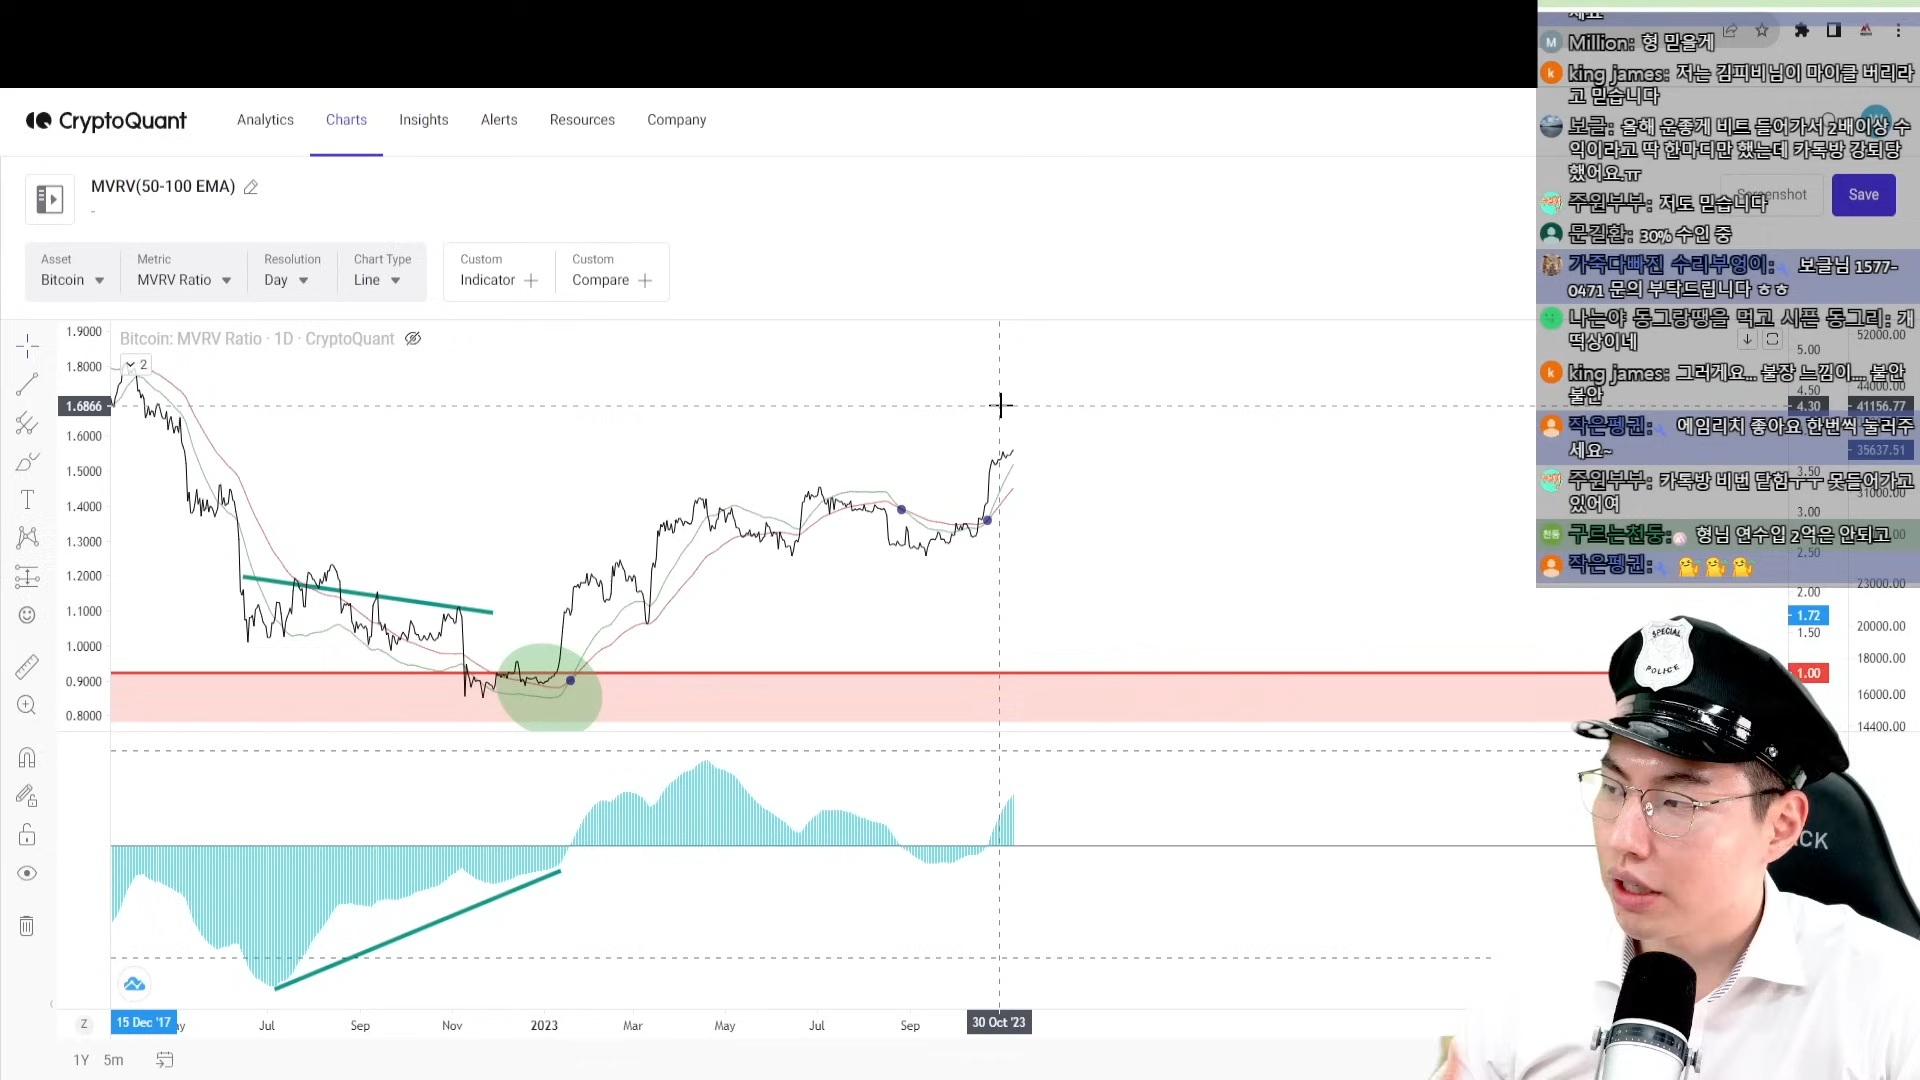 CryptoQuant
Analytics
Charts
Insights
Alerts
Resources
Company
MVRV(50-100 EMA)
-
Screenshot
Save
Asset
Bitcoin
Metric
MVRV Ratio
Resolution
Day
Chart Type
Line
Custom
Indicator
Custom
Compare
Bitcoin: MVRV Ratio · 1D · CryptoQuant
2
1.9000
1.8000
1.6866
1.6000
1.5000
1.4000
1.3000
1.2000
1.1000
1.0000
0.9000
0.8000
Million: 형 믿을게
king james: 저는 김피비님이 마이클 버리라
고 믿습니다
보글: 올해 운좋게 비트 들어가서 2배이상 수
익이라고 딱 한마디만 했는데 카톡방 강퇴당
했어요.ㅠ
주원부부: 저도 믿습니다
문길환: 30% 수인 중
가죽다빠진 수리부엉이: 보글님 1577-
0471 문의 부탁드립니다 ㅎㅎ
나는야 동그랑땡을 먹고 시픈 동그리: 개
떡상이네
king james: 그러게요... 불장 느낌이.... 불안
불안
작은펭귄: 에임리치 좋아요 한번씩 눌러주
세요~
주원부부: 카톡방 비번 닫혐ㅜㅜ 못들어가고
있어여
구르는천둥: 형님 연수입 2억은 안되고
작은펭귄:
52000.00
5.00
4.50
44000.00
4.30
41156.77
35637.51
3.50
31000.00
3.00
2.50
23000.00
2.00
1.72
1.50
20000.00
18000.00
1.00
16000.00
14400.00
SPECIAL
POLICE
Z
15 Dec '17
Jul
Sep
Nov
2023
Mar
May
Jul
Sep
30 Oct '23
1Y
5m